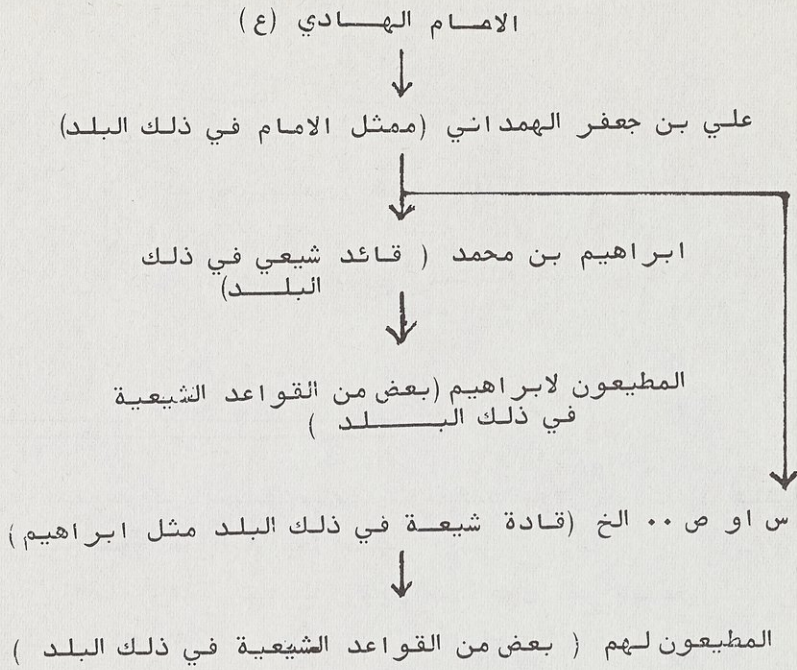 الامام الهادي (ع)
علي بن جعفر الهمداني (ممثل الامام في ذلك البلد)
ابراهيم بن محمد ( قائد شيعي في ذلك
البلد)
المطيعون لابراهيم (بعض من القواعد الشيعية
في ذلك البلد )
س او ص ٠٠ الخ (قادة شيعة في ذلك البلد مثل ابراهيم)
المطيعون لهم ( بعض من القواعد الشيعية في ذلك البلد )